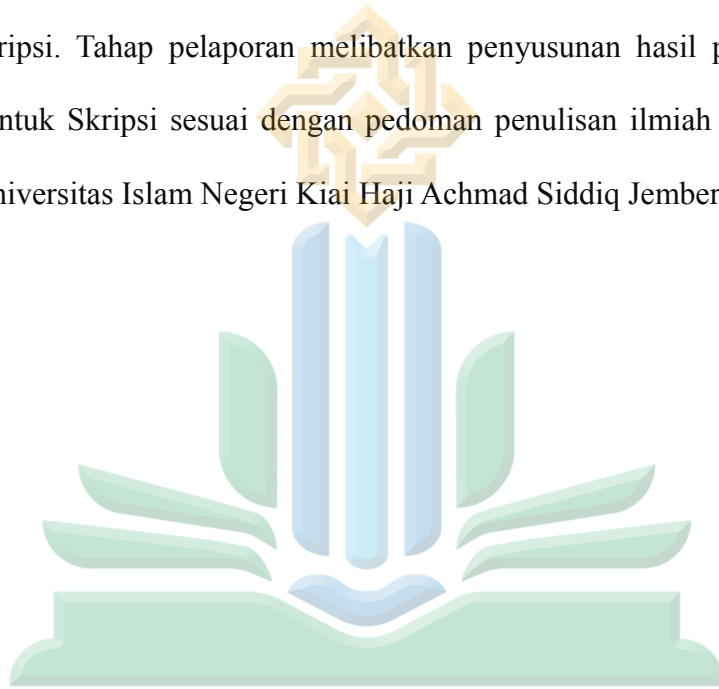 ripsi. Tahap pelaporan melibatkan penyusunan hasil p
ntuk Skripsi sesuai dengan pedoman penulisan ilmiah
niversitas Islam Negeri Kiai Haji Achmad Siddiq Jember